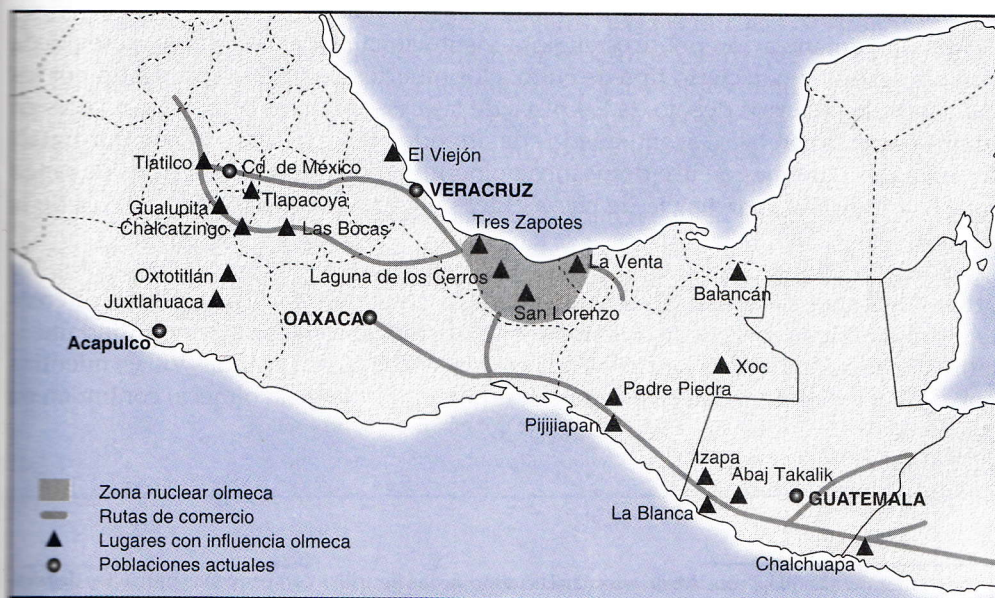 El Viejón
Tlatilco
Cd. de México
VERACRUZ
Tlapacoya
Gualupita
Tres Zapotes
Chalcatzingo
Las Bocas
La Venta
Oxtotitlán
Laguna de los Cerros
Balancán
Juxtlahuaca
San Lorenzo
OAXACA
Acapulco
Xoc
Padre Piedra
Pijijiapan
Izapa
Abaj Takalik
GUATEMALA
La Blanca
Chalchuapa
Zona nuclear olmeca
Rutas de comercio
Lugares con influencia olmeca
Poblaciones actuales